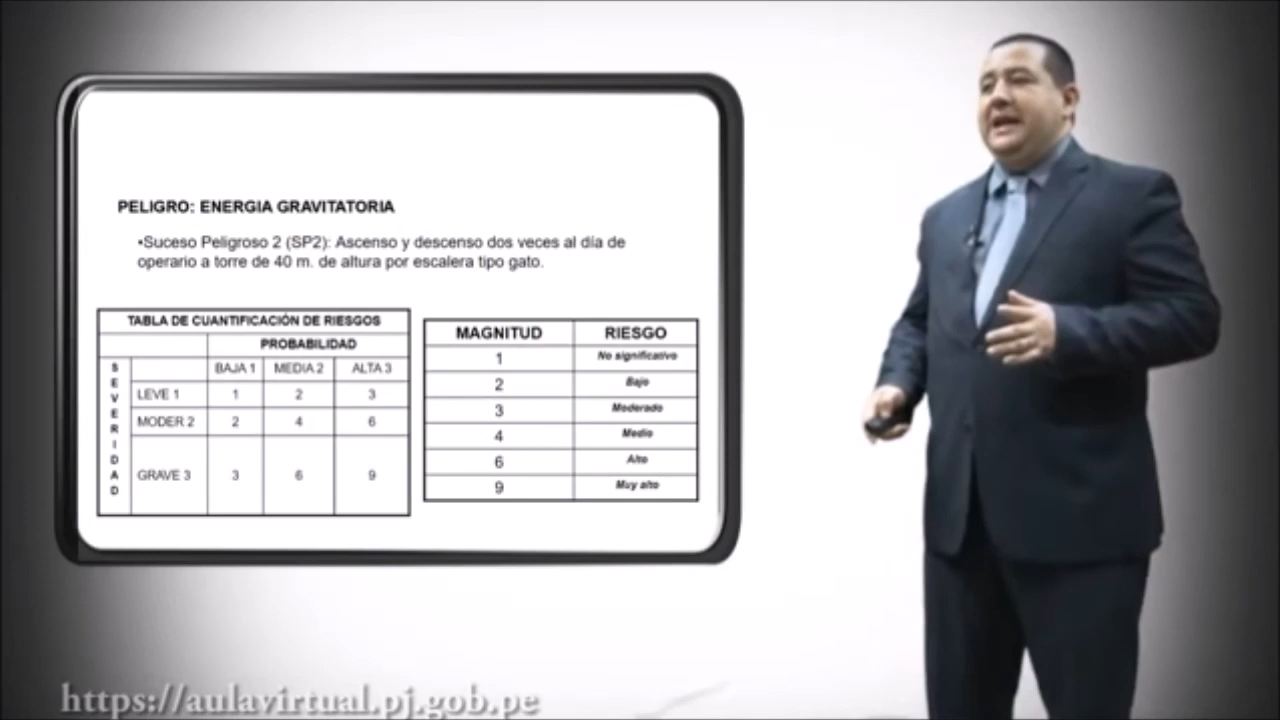 PELIGRO: ENERGIA GRAVITATORIA
•Suceso Peligroso 2 (SP2): Ascenso y descenso dos veces al día de
operario a torre de 40 m. de altura por escalera tipo gato.
TABLA DE CUANTIFICACIÓN DE RIESGOS
PROBABILIDAD
SEVERIDAD
BAJA 1 MEDIA 2 ALTA 3
LEVE 1 1 2 3
MODER 2 2 4 6
GRAVE 3 3 6 9
MAGNITUD RIESGO
1 No significativo
2 Bajo
3 Moderado
4 Medio
6 Alto
9 Muy alto
https://aulavirtual.pj.gob.pe